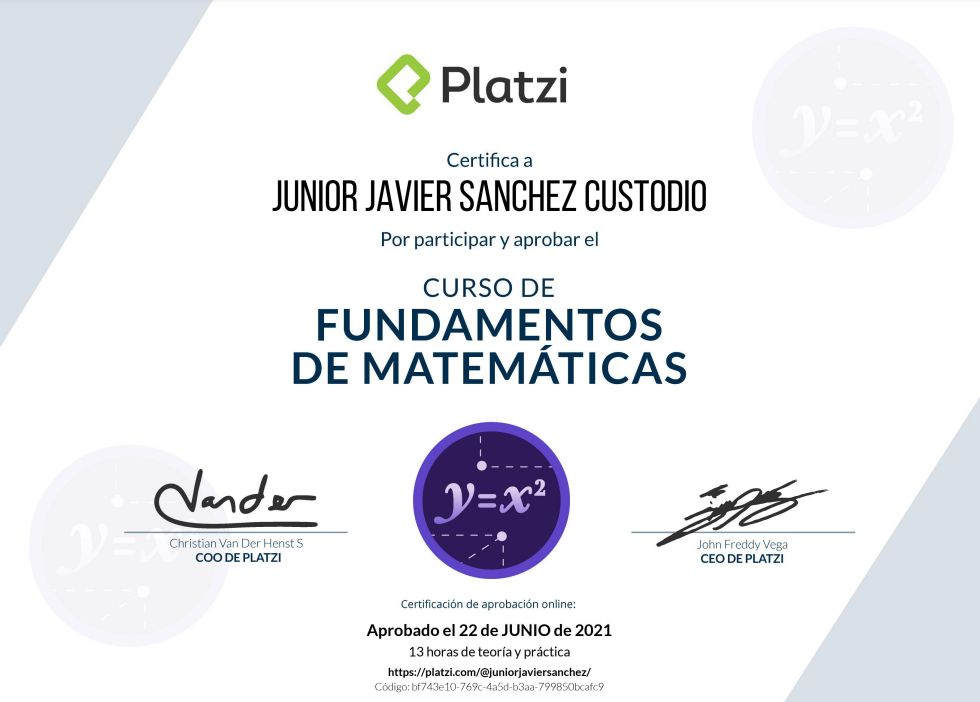 Platzi
Certifica a
JUNIOR JAVIER SANCHEZ CUSTODIO
Por participar y aprobar el
CURSO DE
FUNDAMENTOS
DE MATEMÁTICAS
y=x²
y=x²
y=x
Vander
Christian Van Der Henst S
COO DE PLATZI
John Freddy Vega
CEO DE PLATZI
Certificación de aprobación online:
Aprobado el 22 de JUNIO de 2021
13 horas de teoría y práctica
https://platzi.com/@juniorjaviersanchez/
Código: bf743e10-769c-4a5d-b3aa-799850bcafc9